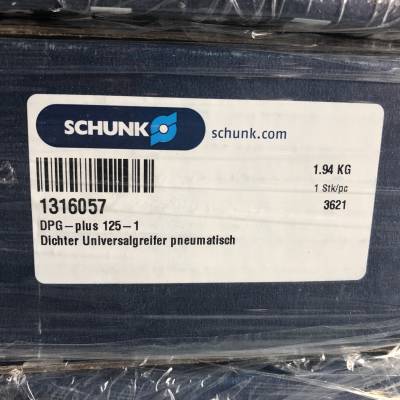 SCHUNK
schunk.com
1.94 KG
1 Stk/pc
1316057
3621
DPG-plus 125-1
Dichter Universalgreifer pneumatisch